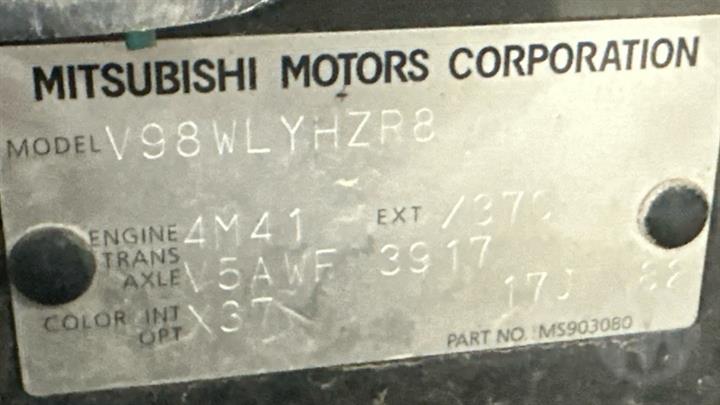 MITSUBISHI MOTORS CORPORATION
MODEL V98WLYHZR8
ENGINE 4M41 EXT
TRANS AXLE V5AWF 3917
COLOR INT OPT X37
PART NO. MS903080